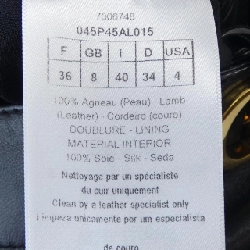 7506748
045P45AL015
F GB I D USA
36 8 40 34 4
100% Agneau (Peau) - Lamb
(Leather) - Cordeiro (couro)
DOUBLURE - LINING
MATERIAL INTERIOR
100% Soie - Silk - Seda
Nettoyage par un spécialiste
du cuir uniquement
Clean by a leather specialist only
Limpeza unicamente por um especialista
de couro